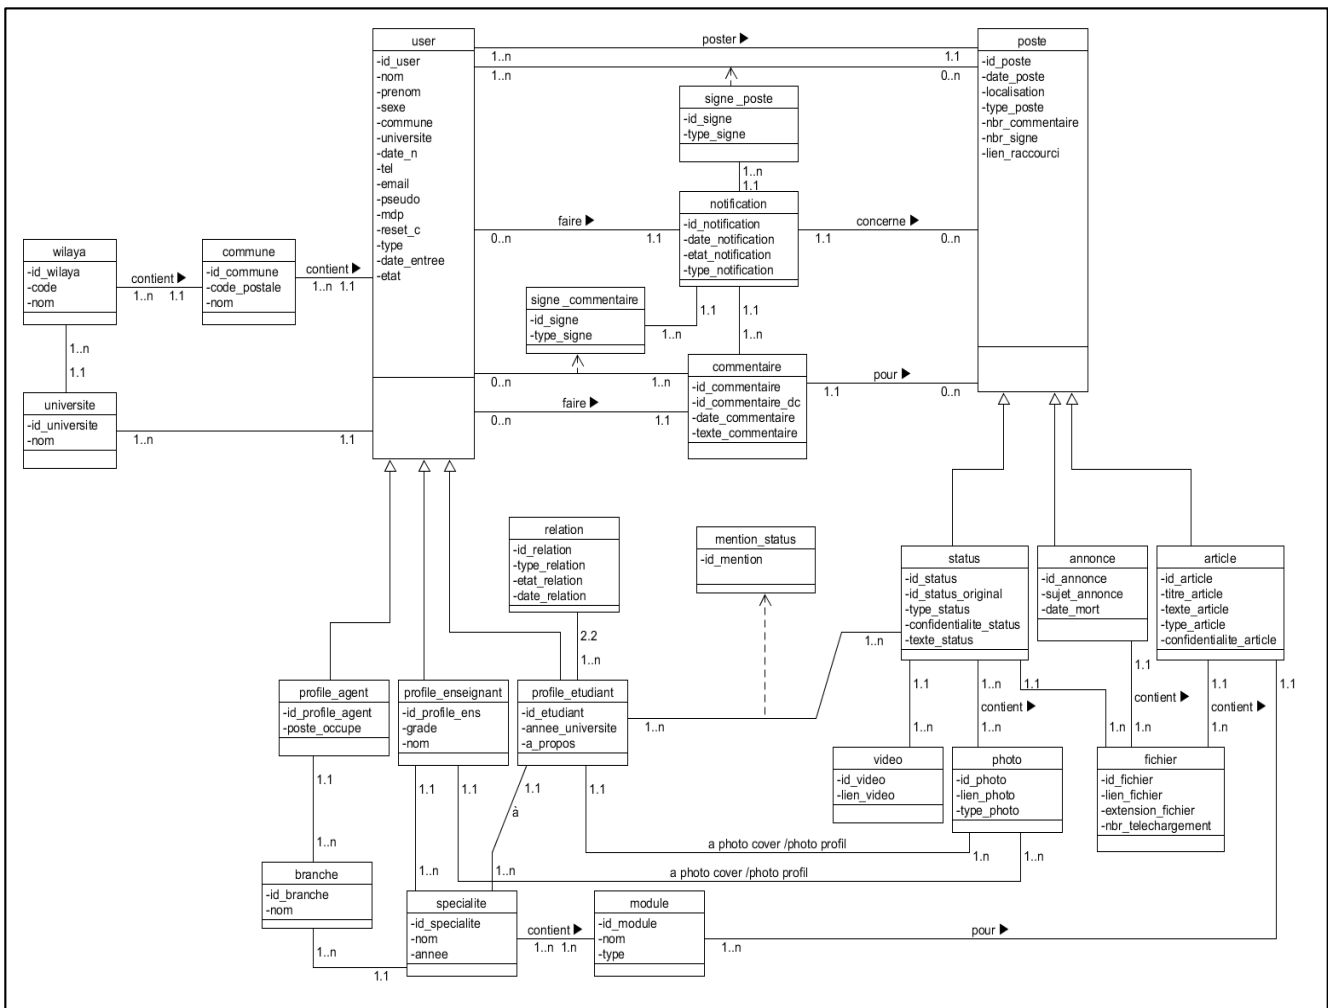 user
-id_user
-nom
-prenom
-sexe
-commune
-universite
-date_n
-tel
-email
-pseudo
-mdp
-reset_c
-type
-date_entree
-etat
poster ▶
1..n 1.1
1..n 0..n
poste
-id_poste
-date_poste
-localisation
-type_poste
-nbr_commentaire
-nbr_signe
-lien_raccourci
signe _poste
-id_signe
-type_signe
1..n
1.1
notification
-id_notification
-date_notification
-etat_notification
-type_notification
faire ▶
0..n 1.1
concerne ▶
1.1 0..n
wilaya
-id_wilaya
-code
-nom
contient ▶
1..n 1.1
commune
-id_commune
-code_postale
-nom
contient ▶
1..n 1.1
signe _commentaire
-id_signe
-type_signe
1.1
1..n
1.1
1..n
commentaire
-id_commentaire
-id_commentaire_dc
-date_commentaire
-texte_commentaire
0..n 1..n
faire ▶
0..n 1.1
pour ▶
1.1 0..n
1..n
1.1
universite
-id_universite
-nom
1..n 1.1
relation
-id_relation
-type_relation
-etat_relation
-date_relation
2.2
1..n
mention_status
-id_mention
status
-id_status
-id_status_original
-type_status
-confidentialite_status
-texte_status
annonce
-id_annonce
-sujet_annonce
-date_mort
article
-id_article
-titre_article
-texte_article
-type_article
-confidentialite_article
1..n
1..n
profile_agent
-id_profile_agent
-poste_occupe
profile_enseignant
-id_profile_ens
-grade
-nom
profile_etudiant
-id_etudiant
-annee_universite
-a_propos
1.1
1..n
1..n
contient ▶
1..n
1.1
1.n
1.1
contient ▶
1..n
1.1
contient ▶
1..n
1.1
video
-id_video
-lien_video
photo
-id_photo
-lien_photo
-type_photo
fichier
-id_fichier
-lien_fichier
-extension_fichier
-nbr_telechargement
1.1
1..n
1.1
1.1
1.1
1.1
à
a photo cover /photo profil
1.n
a photo cover /photo profil
1..n
1..n
1..n
branche
-id_branche
-nom
1..n
1.1
specialite
-id_specialite
-nom
-annee
contient ▶
1..n 1.n
module
-id_module
-nom
-type
1..n
pour ▶